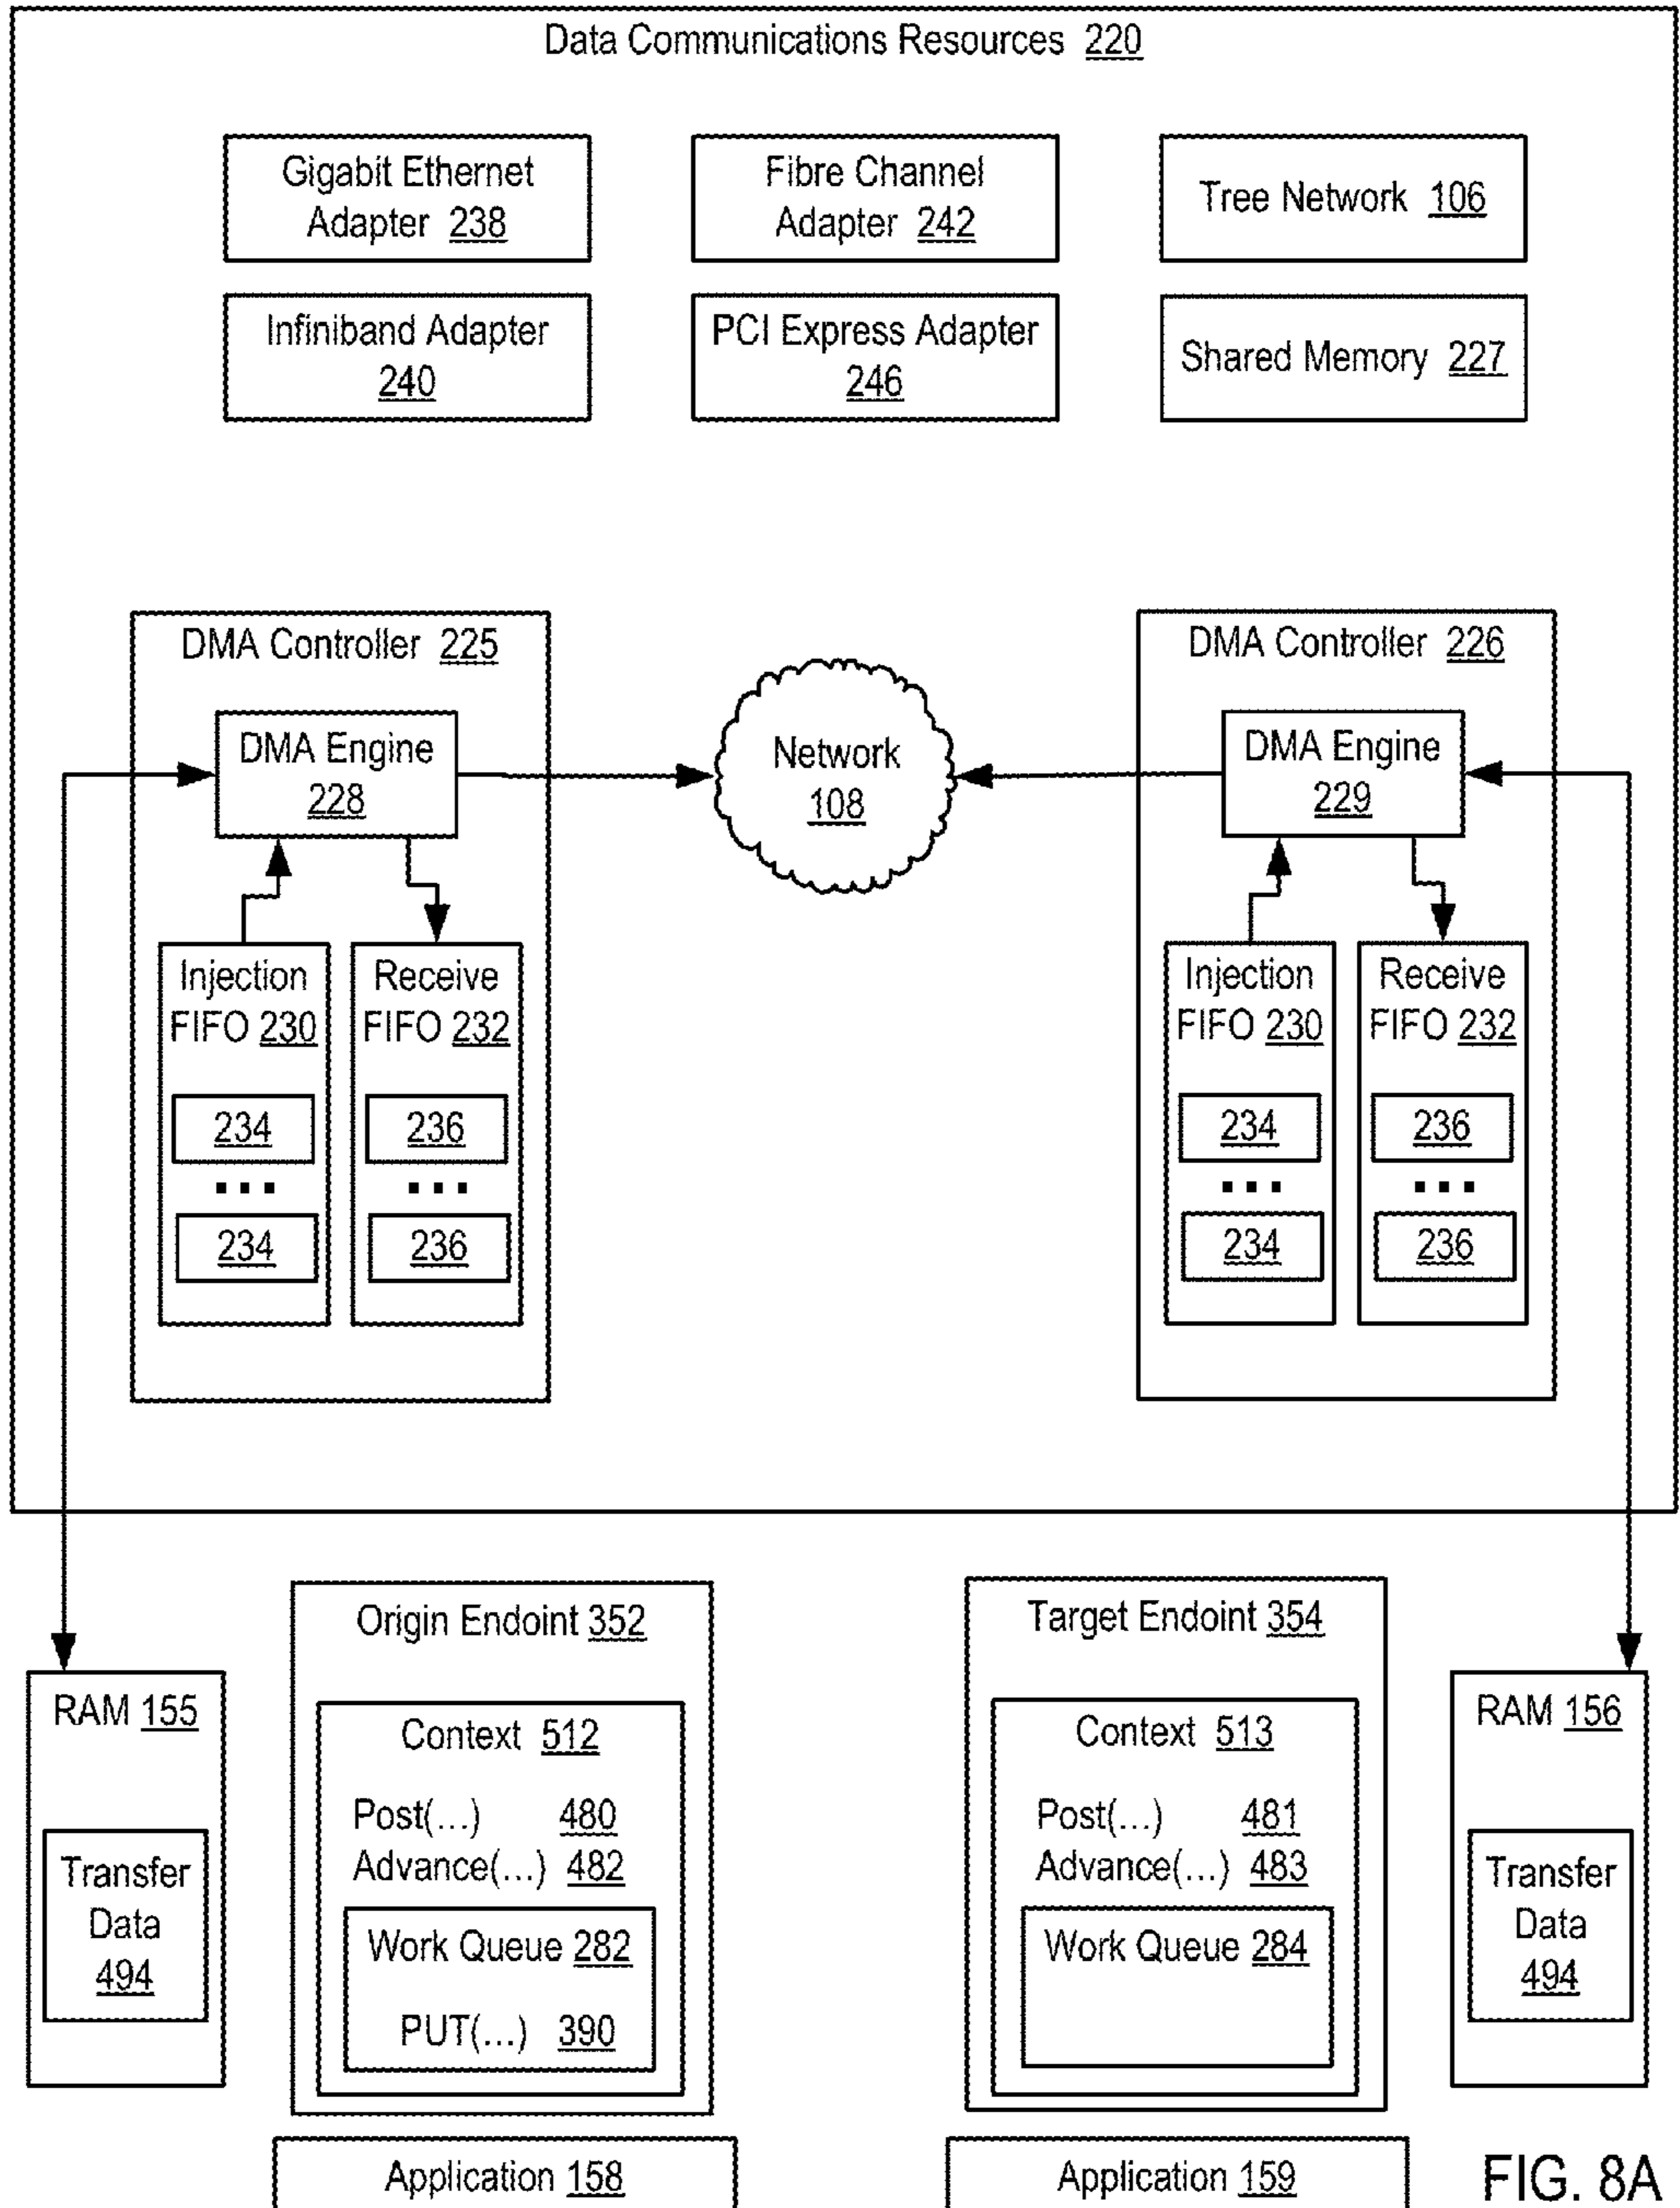 Data Communications Resources 220
Gigabit Ethernet
Adapter 238
Fibre Channel
Adapter 242
Tree Network 106
Infiniband Adapter
240
PCI Express Adapter
246
Shared Memory 227
DMA Controller 225
DMA Engine
228
Injection
FIFO 230
234
...
234
Receive
FIFO 232
236
...
236
Network
108
DMA Controller 226
DMA Engine
229
Injection
FIFO 230
234
...
234
Receive
FIFO 232
236
...
236
RAM 155
Transfer
Data
494
Origin Endoint 352
Context 512
Post(...) 480
Advance(...) 482
Work Queue 282
PUT(...) 390
Target Endoint 354
Context 513
Post(...) 481
Advance(...) 483
Work Queue 284
RAM 156
Transfer
Data
494
Application 158
Application 159
FIG. 8A